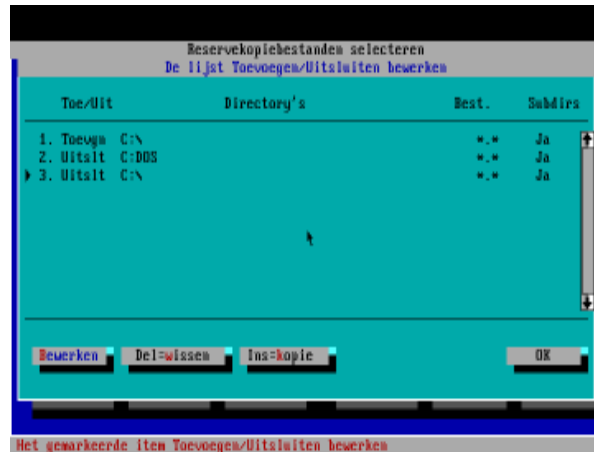 Reservekopiebestanden selecteren
De lijst Toevoegen/Uitsluiten bewerken
Toe/Uit Directory's Best. Subdirs
1. Toevgn C:\ *.* Ja
2. Uitslt C:DOS *.* Ja
3. Uitslt C:\ *.* Ja
Bewerken Del=wissen Ins=kopie OK
Het gemarkeerde item Toevoegen/Uitsluiten bewerken